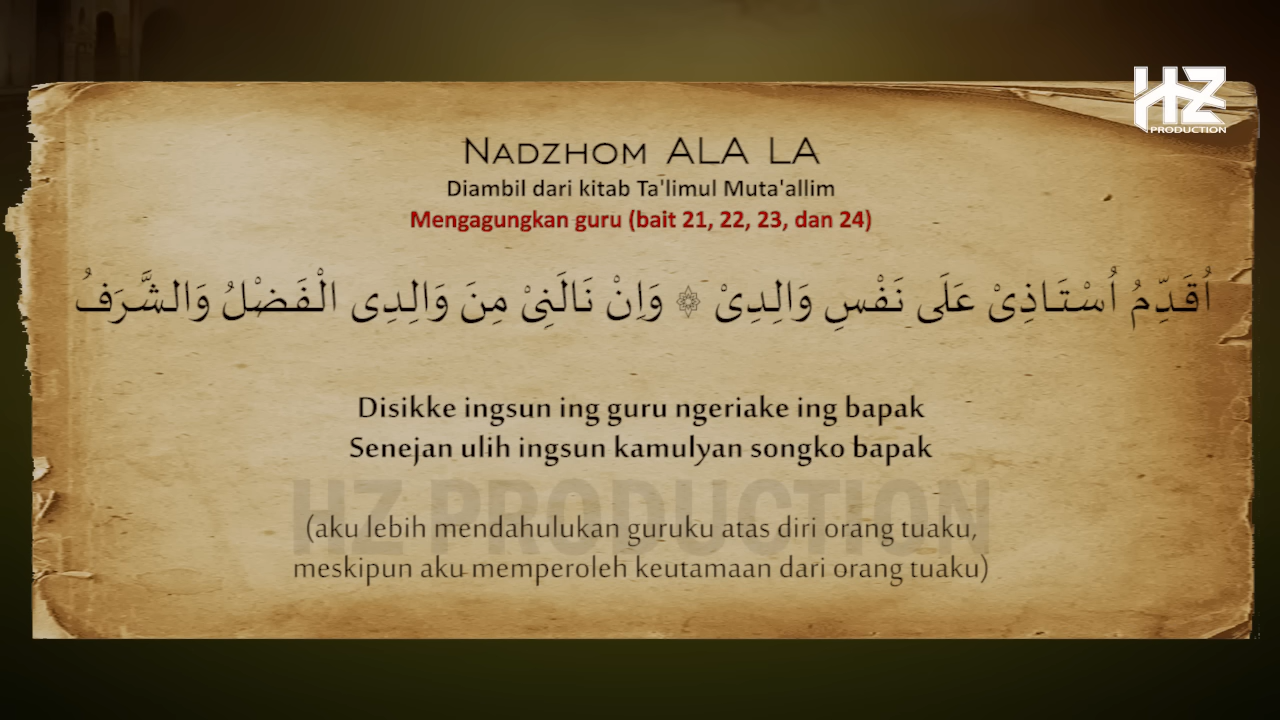 HZ
PRODUCTION
Nadzhom ALA LA
Diambil dari kitab Ta'limul Muta'allim
Mengagungkan guru (bait 21, 22, 23, dan 24)
اُقَدِّمُ اُسْتَاذِىْ عَلَى نَفْسِ وَالِدِىْ ۞ وَاِنْ نَالَنِىْ مِنَ وَالِدِى الْفَضْلُ وَالشَّرَفُ
Disikke ingsun ing guru ngeriake ing bapak
Senejan ulih ingsun kamulyan songko bapak
HZ PRODUCTION
(aku lebih mendahulukan guruku atas diri orang tuaku,
meskipun aku memperoleh keutamaan dari orang tuaku)